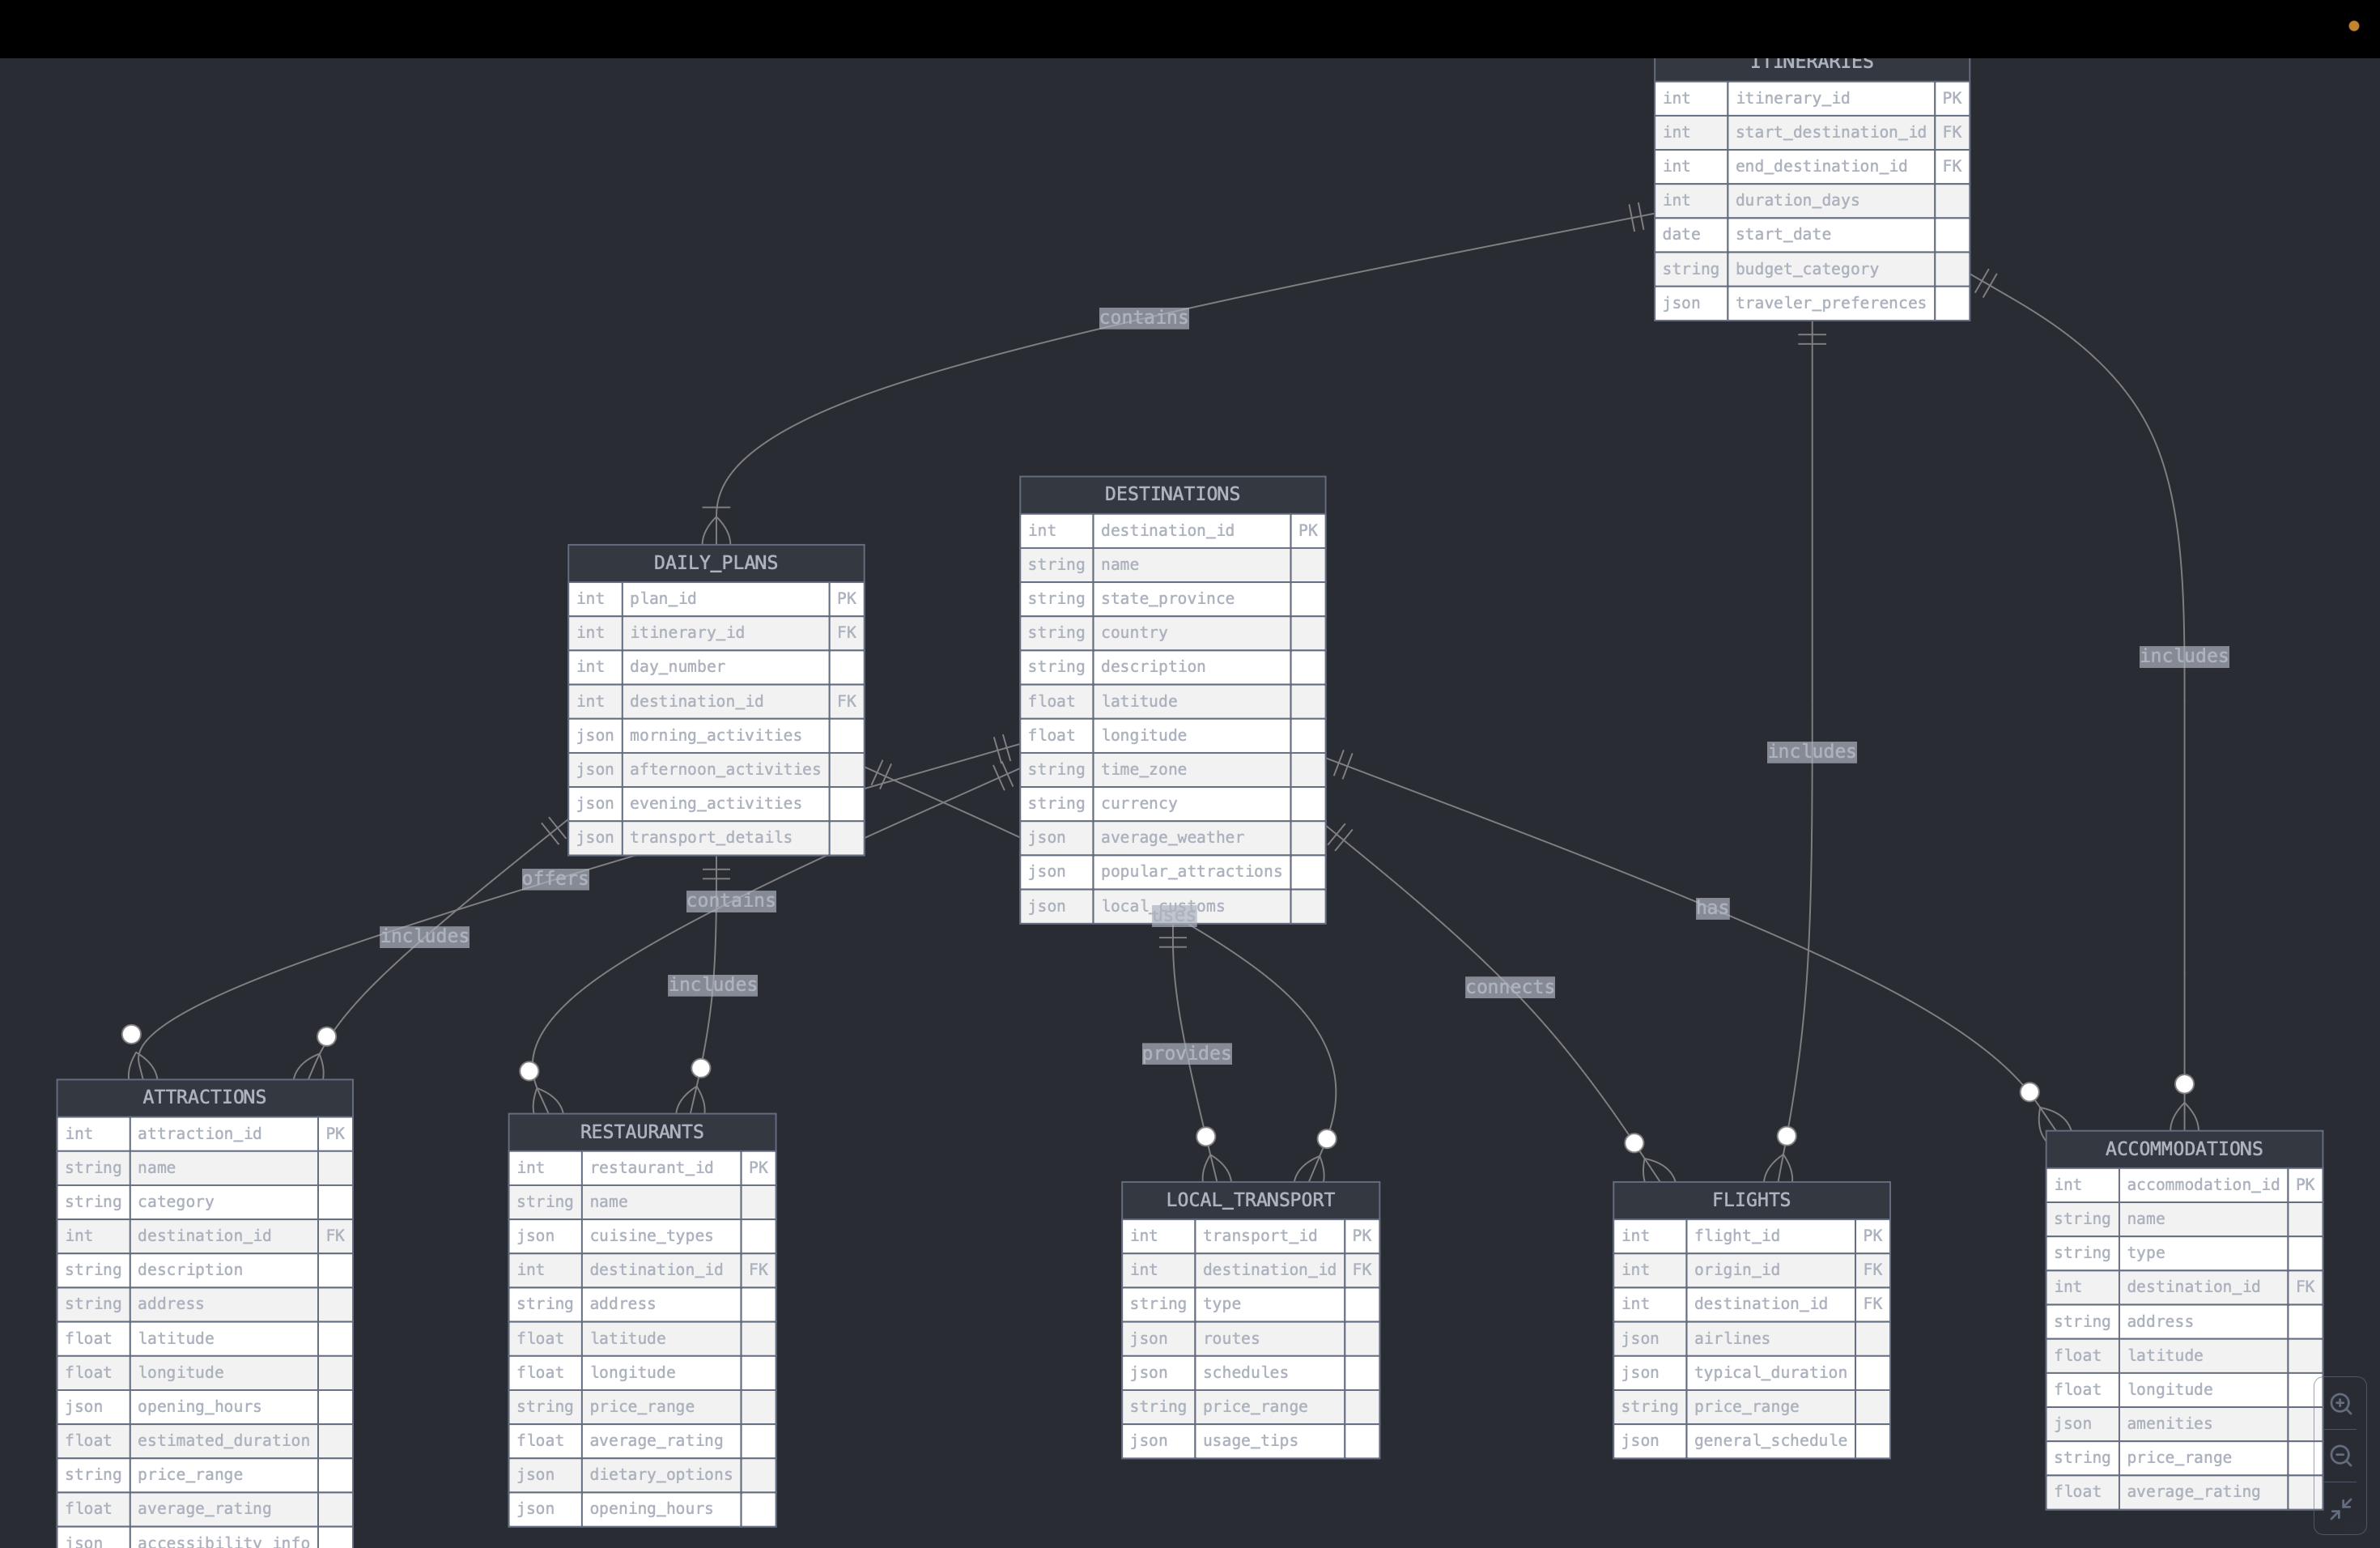 ITINERARIES
int itinerary_id PK
int start_destination_id FK
int end_destination_id FK
int duration_days
date start_date
string budget_category
json traveler_preferences
contains
DAILY_PLANS
int plan_id PK
int itinerary_id FK
int day_number
int destination_id FK
json morning_activities
json afternoon_activities
json evening_activities
json transport_details
DESTINATIONS
int destination_id PK
string name
string state_province
string country
string description
float latitude
float longitude
string time_zone
string currency
json average_weather
json popular_attractions
json local_customs
uses
includes
includes
offers
contains
has
includes
includes
connects
provides
ATTRACTIONS
int attraction_id PK
string name
string category
int destination_id FK
string description
string address
float latitude
float longitude
json opening_hours
float estimated_duration
string price_range
float average_rating
json accessibility_info
RESTAURANTS
int restaurant_id PK
string name
json cuisine_types
int destination_id FK
string address
float latitude
float longitude
string price_range
float average_rating
json dietary_options
json opening_hours
LOCAL_TRANSPORT
int transport_id PK
int destination_id FK
string type
json routes
json schedules
string price_range
json usage_tips
FLIGHTS
int flight_id PK
int origin_id FK
int destination_id FK
json airlines
json typical_duration
string price_range
json general_schedule
ACCOMMODATIONS
int accommodation_id PK
string name
string type
int destination_id FK
string address
float latitude
float longitude
json amenities
string price_range
float average_rating